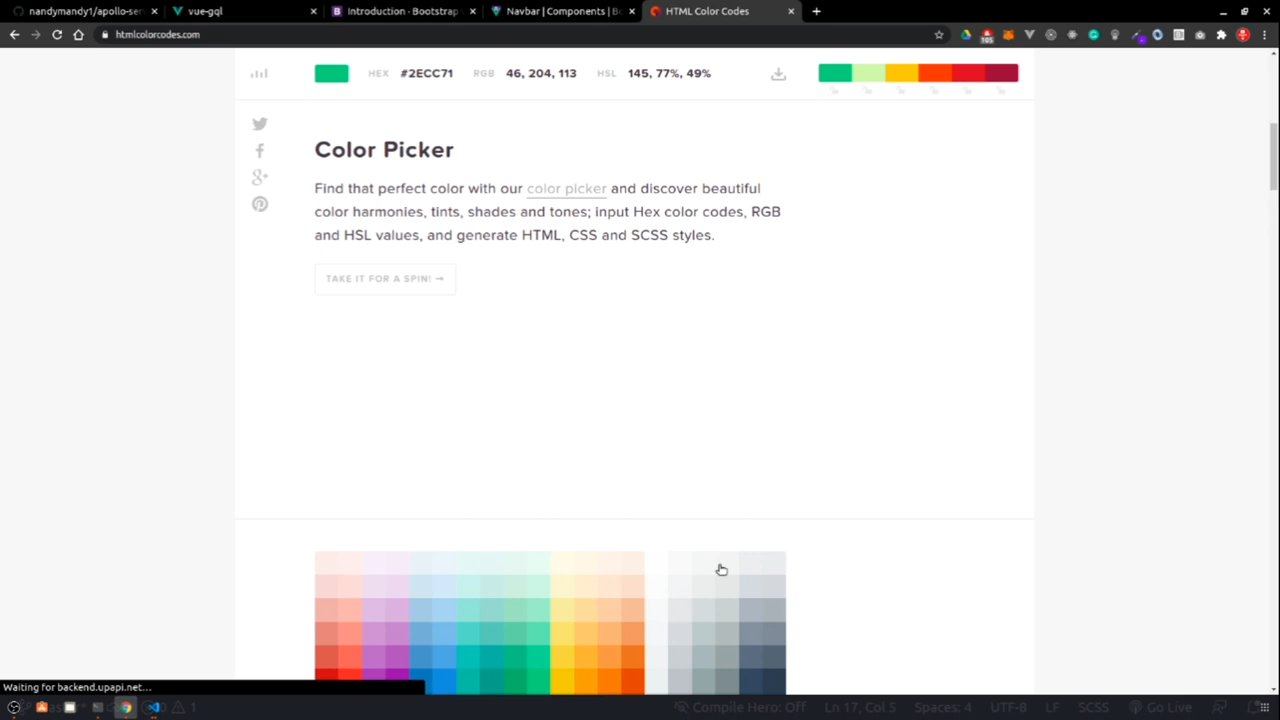 nandymandy1/apollo-ser
vue-gql
Introduction · Bootstrap
Navbar | Components | Bo
HTML Color Codes
htmlcolorcodes.com
105
HEX #2ECC71 RGB 46, 204, 113 HSL 145, 77%, 49%
Color Picker
Find that perfect color with our color picker and discover beautiful
color harmonies, tints, shades and tones; input Hex color codes, RGB
and HSL values, and generate HTML, CSS and SCSS styles.
TAKE IT FOR A SPIN! →
Waiting for backend.upapi.net...
0 1 Compile Hero: Off Ln 17, Col 5 Spaces: 4 UTF-8 LF SCSS Go Live